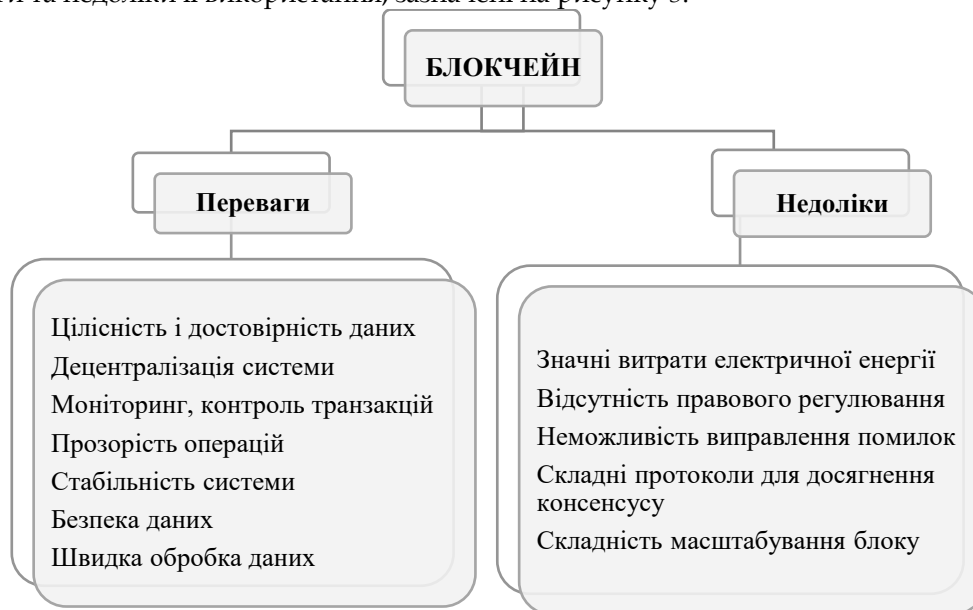 та недоліки її використання, зазначені на рисунку 3.
БЛОКЧЕЙН
Переваги
Недоліки
Цілісність і достовірність даних
Децентралізація системи
Моніторинг, контроль транзакцій
Прозорість операцій
Стабільність системи
Безпека даних
Швидка обробка даних
Значні витрати електричної енергії
Відсутність правового регулювання
Неможливість виправлення помилок
Складні протоколи для досягнення
консенсусу
Складність масштабування блоку